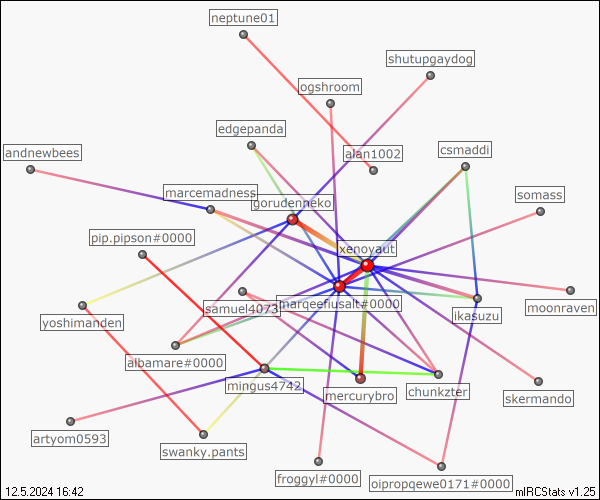 neptune01
shutupgaydog
ogshroom
edgepanda
alan1002
csmaddi
andnewbees
marcemadness
gorudenneko
somass
pip.pipson#0000
xenoyaut
samuel4073
ikasuzu
moonraven
yoshimanden
albamare#0000
mingus4742
mercurybro
chunkzter
skermando
artyom0593
swanky.pants
froggyl#0000
oipropqewe0171#0000
12.5.2024 16:42
mIRCStats v1.25